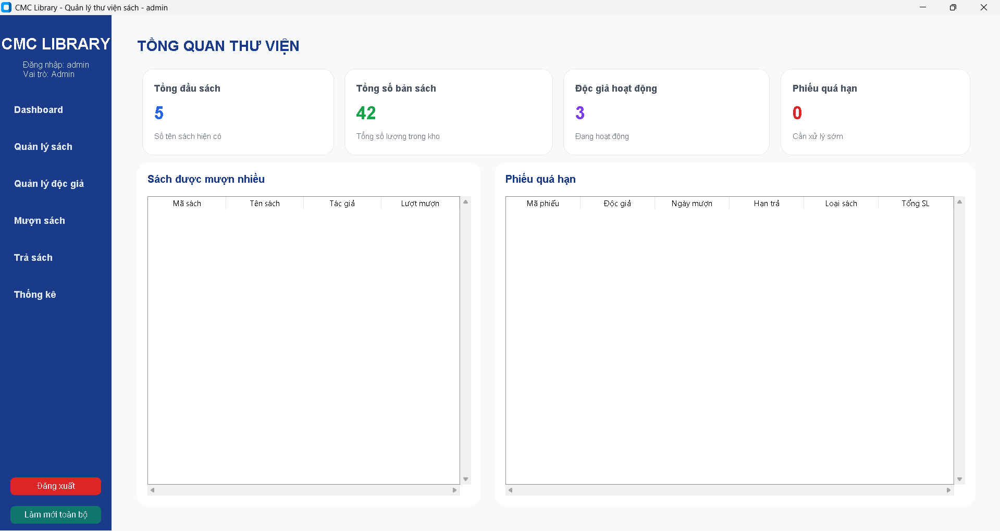 CMC Library - Quản lý thư viện sách - admin
CMC LIBRARY
Đăng nhập: admin
Vai trò: Admin
Dashboard
Quản lý sách
Quản lý độc giả
Mượn sách
Trả sách
Thống kê
Đăng xuất
Làm mới toàn bộ
TỔNG QUAN THƯ VIỆN
Tổng đầu sách
5
Số tên sách hiện có
Tổng số bản sách
42
Tổng số lượng trong kho
Độc giả hoạt động
3
Đang hoạt động
Phiếu quá hạn
0
Cần xử lý sớm
Sách được mượn nhiều
Mã sách Tên sách Tác giả Lượt mượn
Phiếu quá hạn
Mã phiếu Độc giả Ngày mượn Hạn trả Loại sách Tổng SL